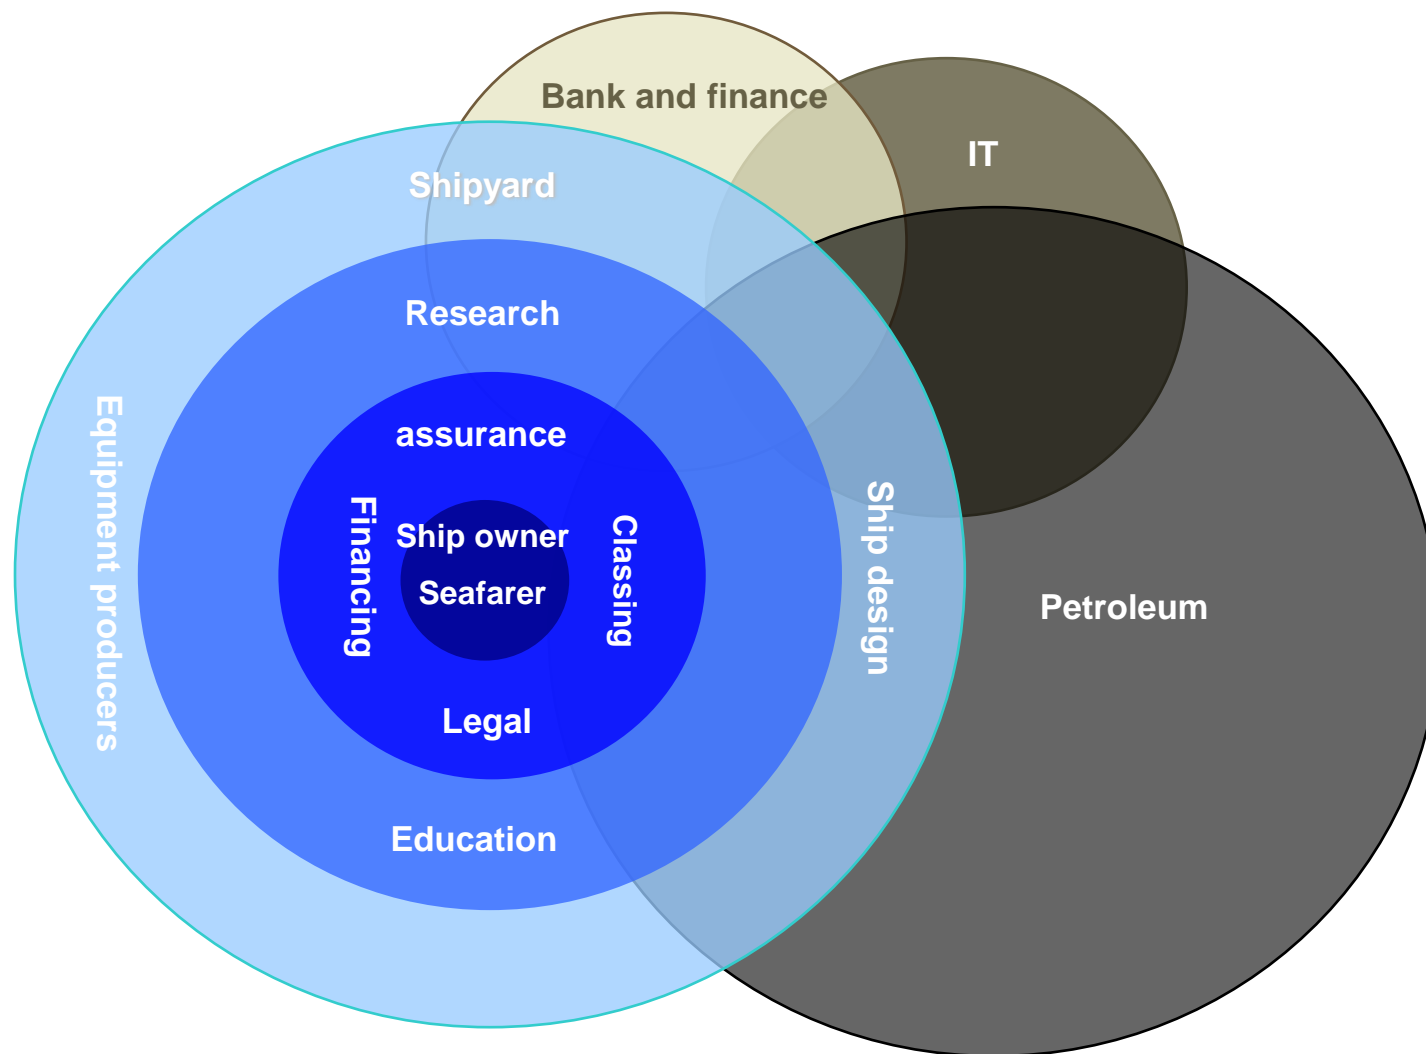 Bank and finance
IT
Shipyard
Research
Equipment producers
assurance
Financing
Ship owner
Seafarer
Classing
Ship design
Petroleum
Legal
Education